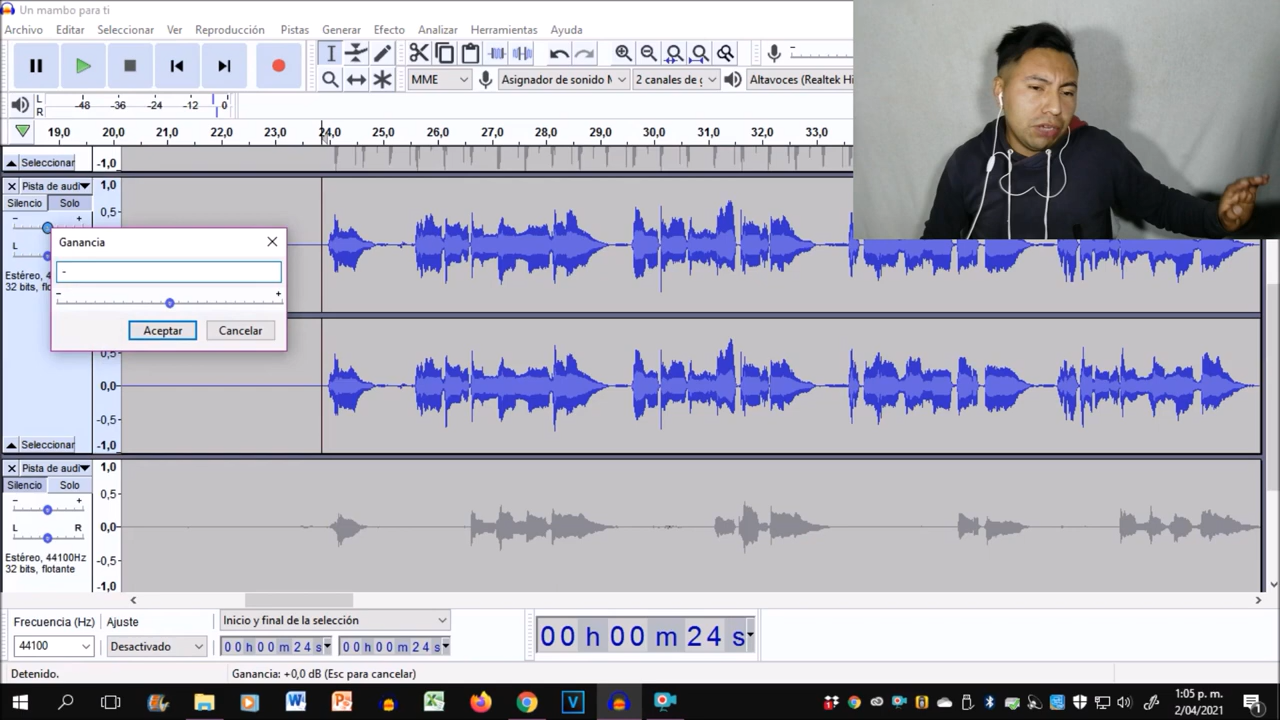 Un mambo para ti
Archivo Editar Seleccionar Ver Reproducción Pistas Generar Efecto Analizar Herramientas Ayuda
MME Asignador de sonido M 2 canales de g Altavoces (Realtek Hi
L
R
-48 -36 -24 -12 0
19,0 20,0 21,0 22,0 23,0 24,0 25,0 26,0 27,0 28,0 29,0 30,0 31,0 32,0 33,0
Seleccionar -1,0
Pista de audi 1,0
Silencio Solo
- + 0,5
L
Estéreo, 4
32 bits, flo
Ganancia
-
- +
Aceptar Cancelar
0,5
0,0
-0,5
Seleccionar -1,0
Pista de audi 1,0
Silencio Solo
- + 0,5
L R 0,0
Estéreo, 44100Hz -0,5
32 bits, flotante
-1,0
Frecuencia (Hz) Ajuste Inicio y final de la selección
44100 Desactivado 00 h 00 m 24 s 00 h 00 m 24 s
00 h 00 m 24 s
Detenido. Ganancia: +0,0 dB (Esc para cancelar)
1:05 p. m.
2/04/2021